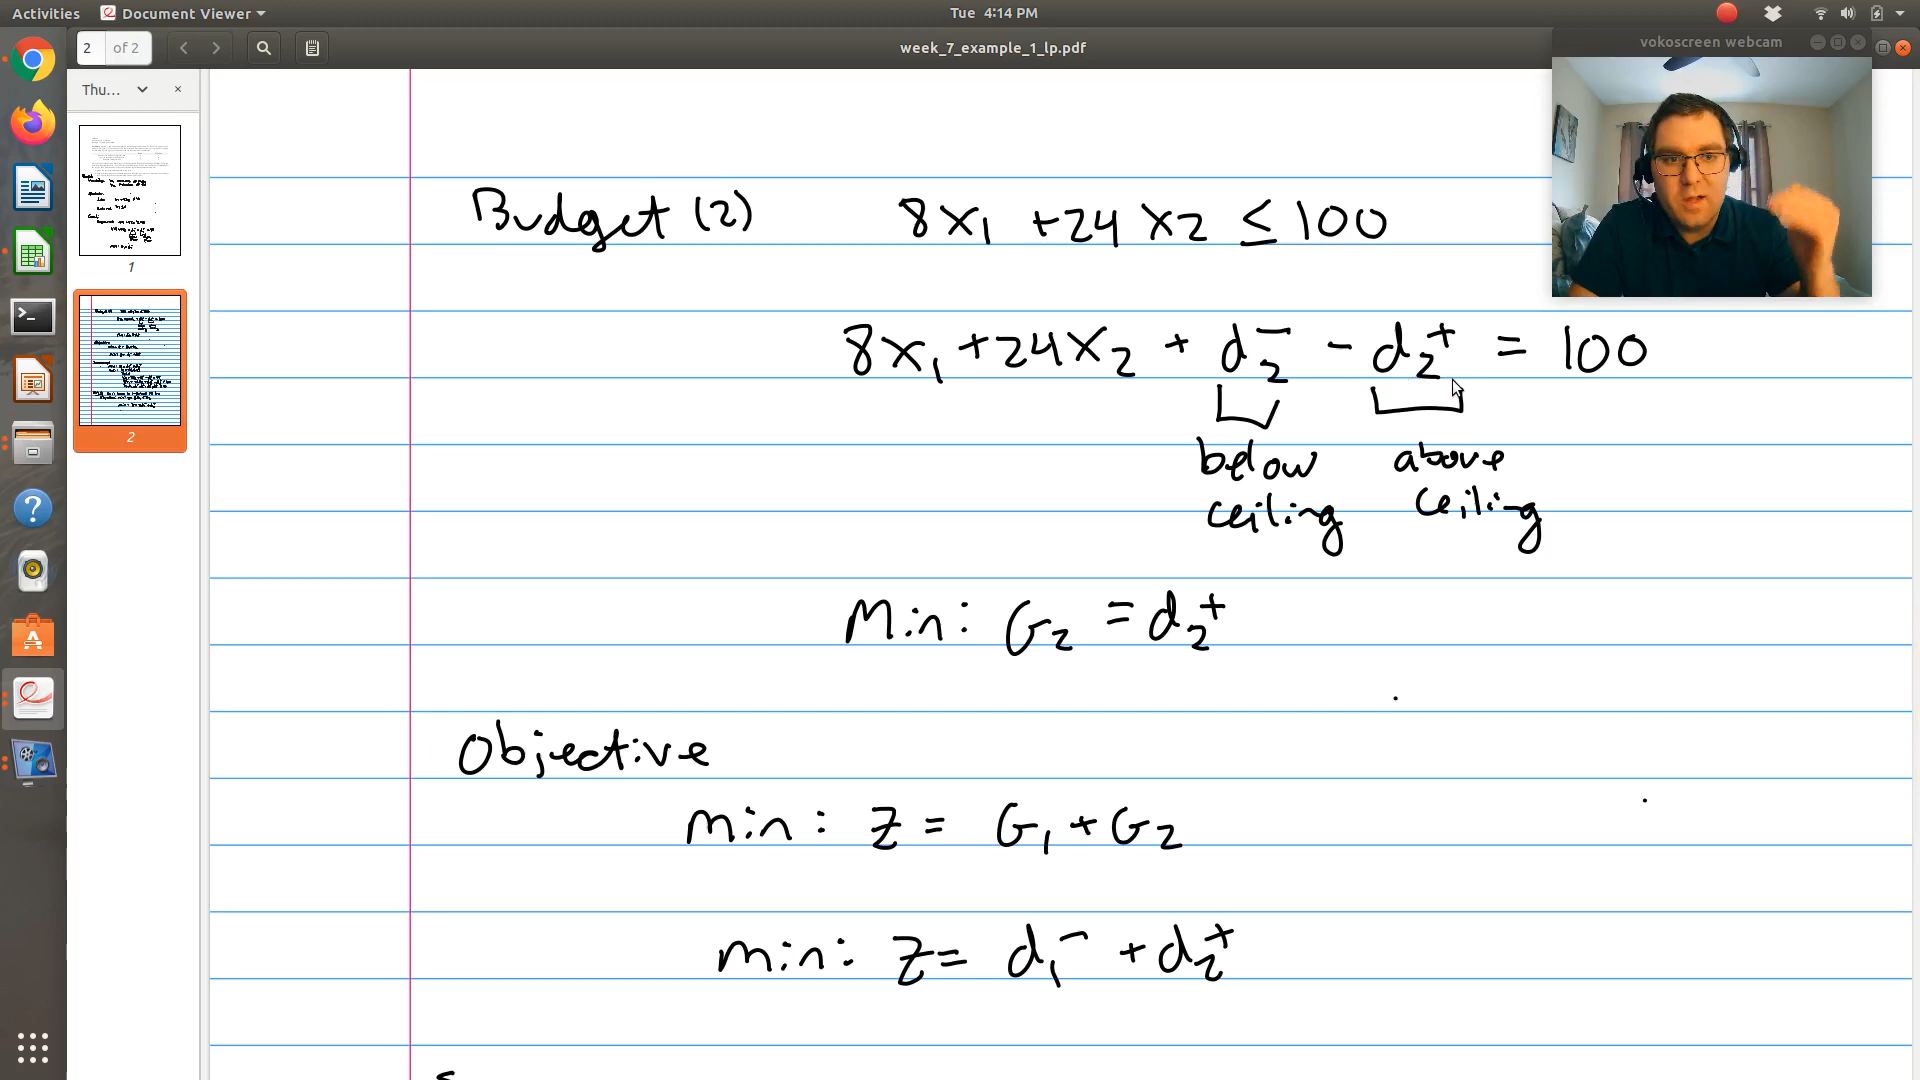 Activities Document Viewer Tue 4:14 PM
2 of 2 week_7_example_1_lp.pdf
vokoscreen webcam
Thu...
1
2
Budget (2) 8x₁ +24 x₂ ≤ 100
8x₁ +24x₂ + d₂⁻ - d₂⁺ = 100
below above
ceiling ceiling
Min: G₂ = d₂⁺
Objective
min: Z = G₁ + G₂
min: Z = d₁⁻ + d₂⁺